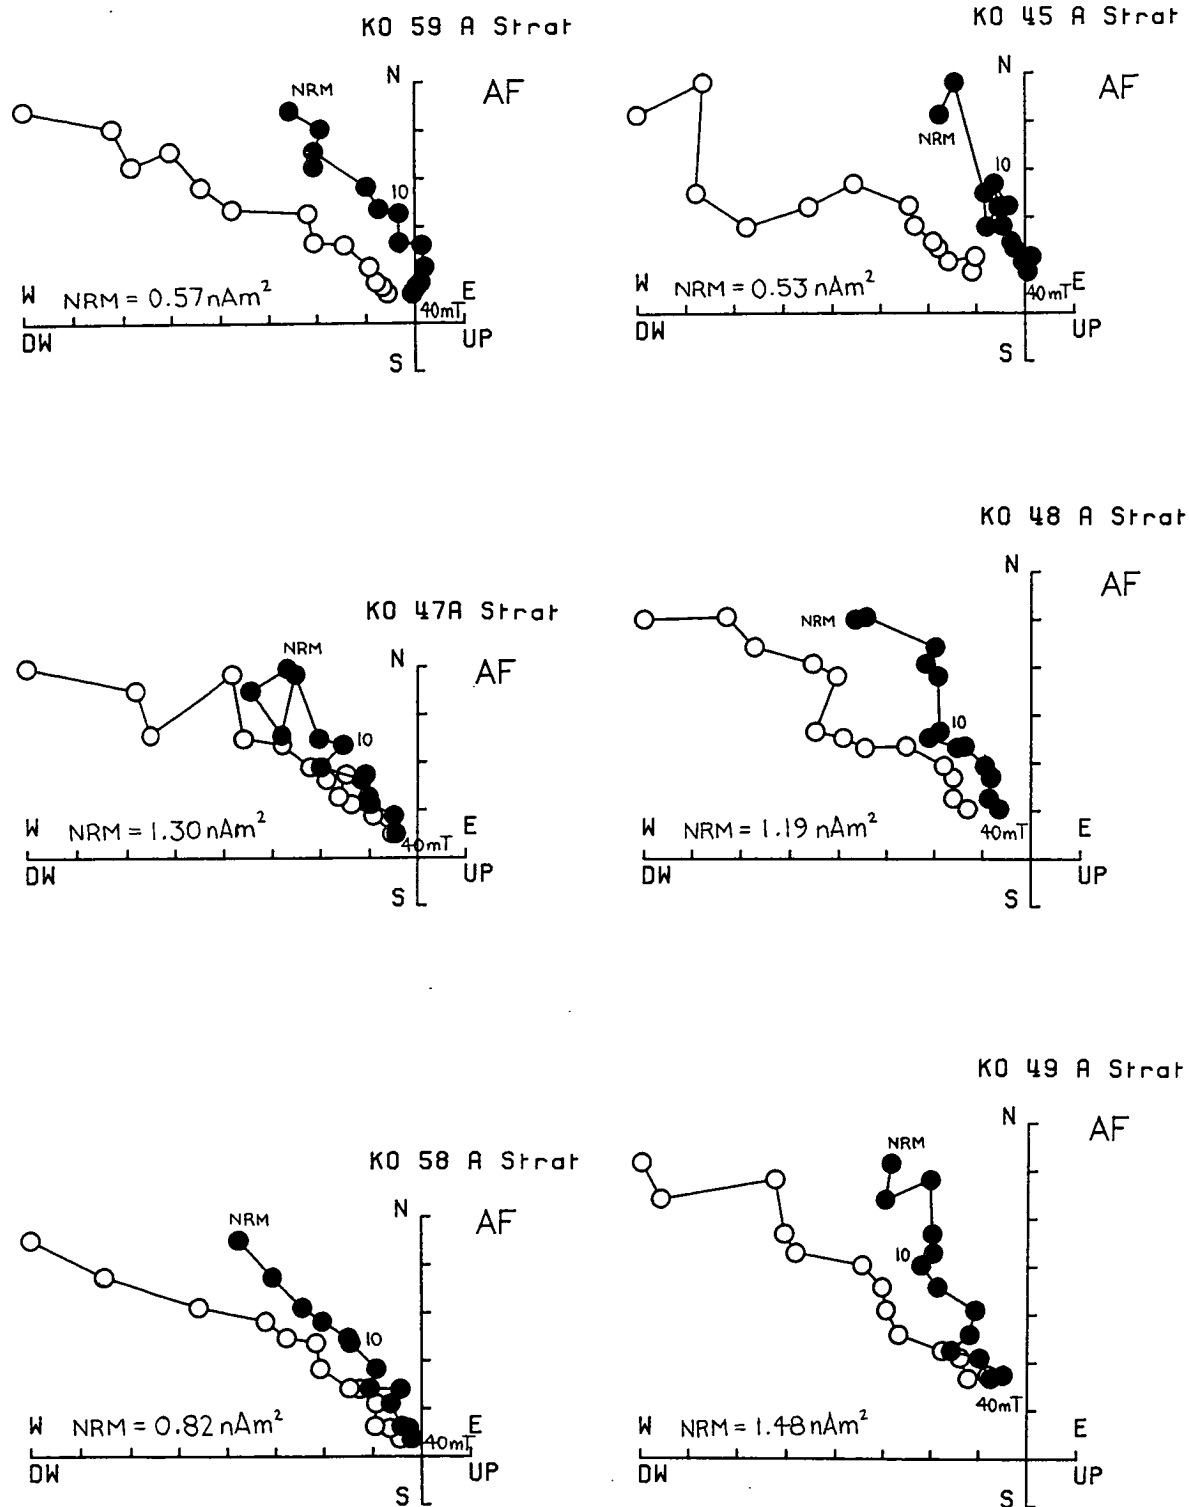 KO 59 A Strat
N
AF
NRM
10
W NRM = 0.57 nAm²
E
40mT
DW
UP
S
KO 45 A Strat
N
AF
NRM
10
W NRM = 0.53 nAm²
40mT E
DW
UP
S
KO 47A Strat
NRM
N
AF
10
W NRM = 1.30 nAm²
E
40mT
DW
UP
S
KO 48 A Strat
N
AF
NRM
10
W NRM = 1.19 nAm²
40mT
E
DW
UP
S
KO 58 A Strat
NRM
N
AF
10
W NRM = 0.82 nAm²
E
40mT
DW
UP
S
KO 49 A Strat
N
AF
NRM
10
40mT
W NRM = 1.48 nAm²
E
DW
UP
S